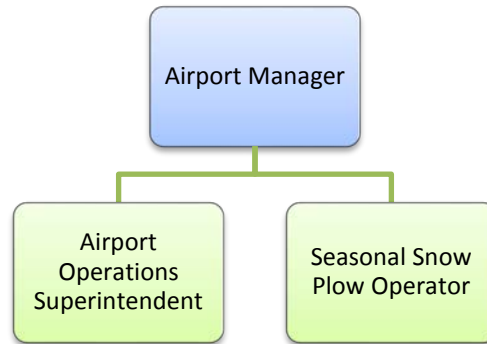 Airport Manager
Airport
Operations
Superintendent
Seasonal Snow
Plow Operator